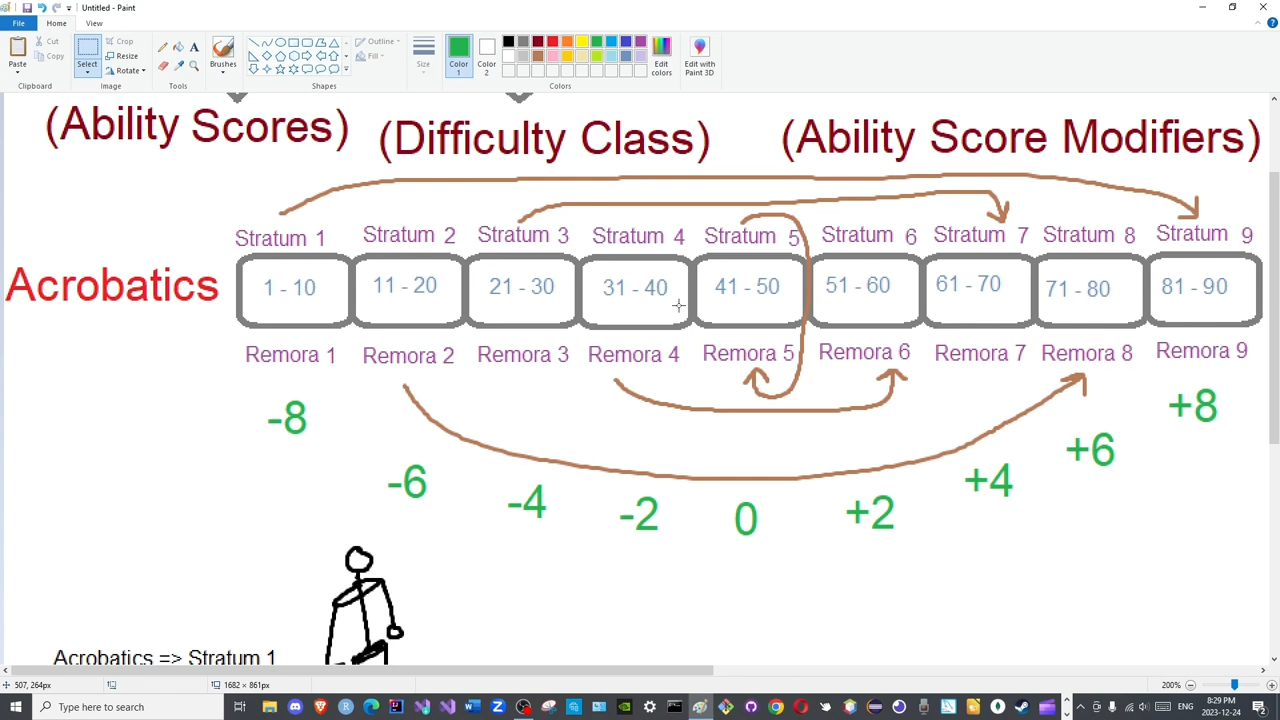 Untitled - Paint
File Home View
Paste
Cut
Copy
Clipboard
Select
Crop
Resize
Rotate
Image
Tools
Brushes
Outline
Fill
Shapes
Size
Color 1
Color 2
Edit colors
Colors
Edit with Paint 3D
(Ability Scores) (Difficulty Class) (Ability Score Modifiers)
Stratum 1 Stratum 2 Stratum 3 Stratum 4 Stratum 5 Stratum 6 Stratum 7 Stratum 8 Stratum 9
Acrobatics 1 - 10 11 - 20 21 - 30 31 - 40 41 - 50 51 - 60 61 - 70 71 - 80 81 - 90
Remora 1 Remora 2 Remora 3 Remora 4 Remora 5 Remora 6 Remora 7 Remora 8 Remora 9
-8 -6 -4 -2 0 +2 +4 +6 +8
Acrobatics => Stratum 1
507, 264px 1682 × 861px 200%
Type here to search
ENG
8:29 PM
2023-12-24